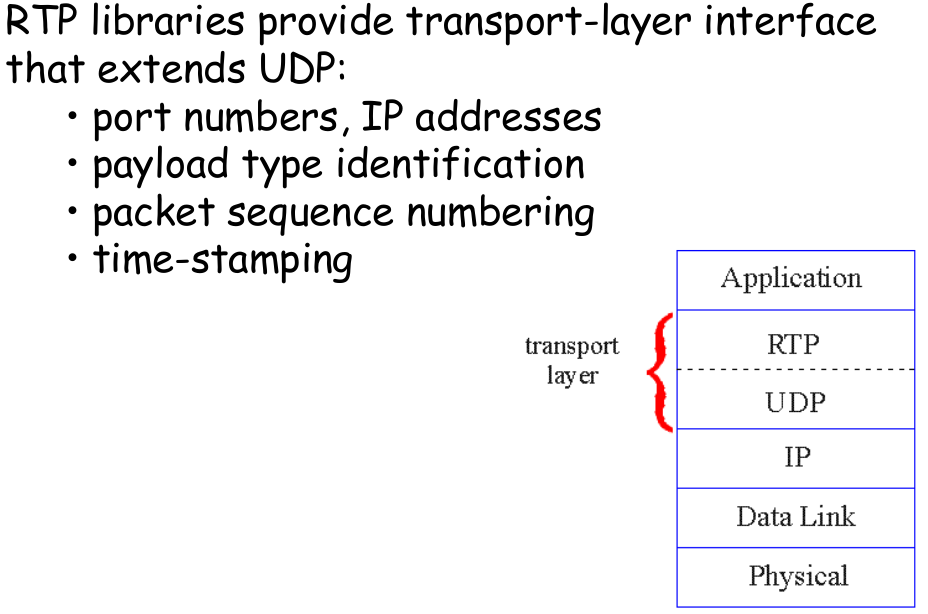 RTP libraries provide transport-layer interface
that extends UDP:
• port numbers, IP addresses
• payload type identification
• packet sequence numbering
• time-stamping
Application
transport
layer
RTP
UDP
IP
Data Link
Physical